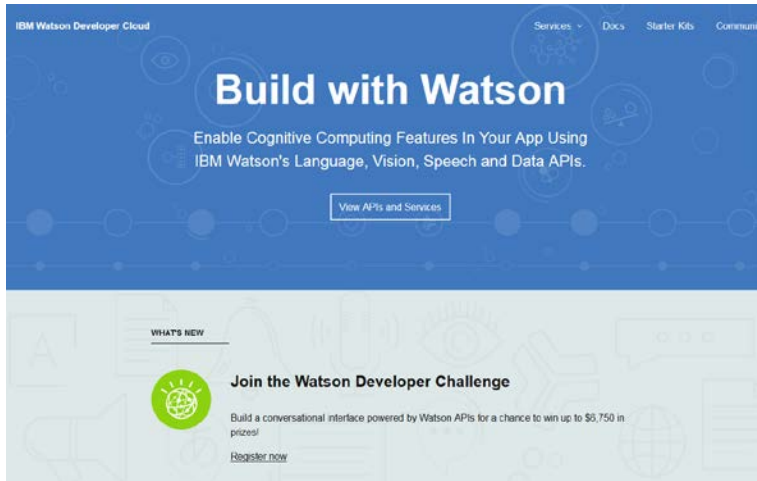 IBM Watson Developer Cloud
Services
Docs
Starter Kits
Build with Watson
Enable Cognitive Computing Features In Your App Using
IBM Watson's Language, Vision, Speech and Data APIs.
View APIs and Services
WHAT'S NEW
Join the Watson Developer Challenge
Build a conversational interface powered by Watson APIs for a chance to win up to $6,750 in
prizes!
Register now